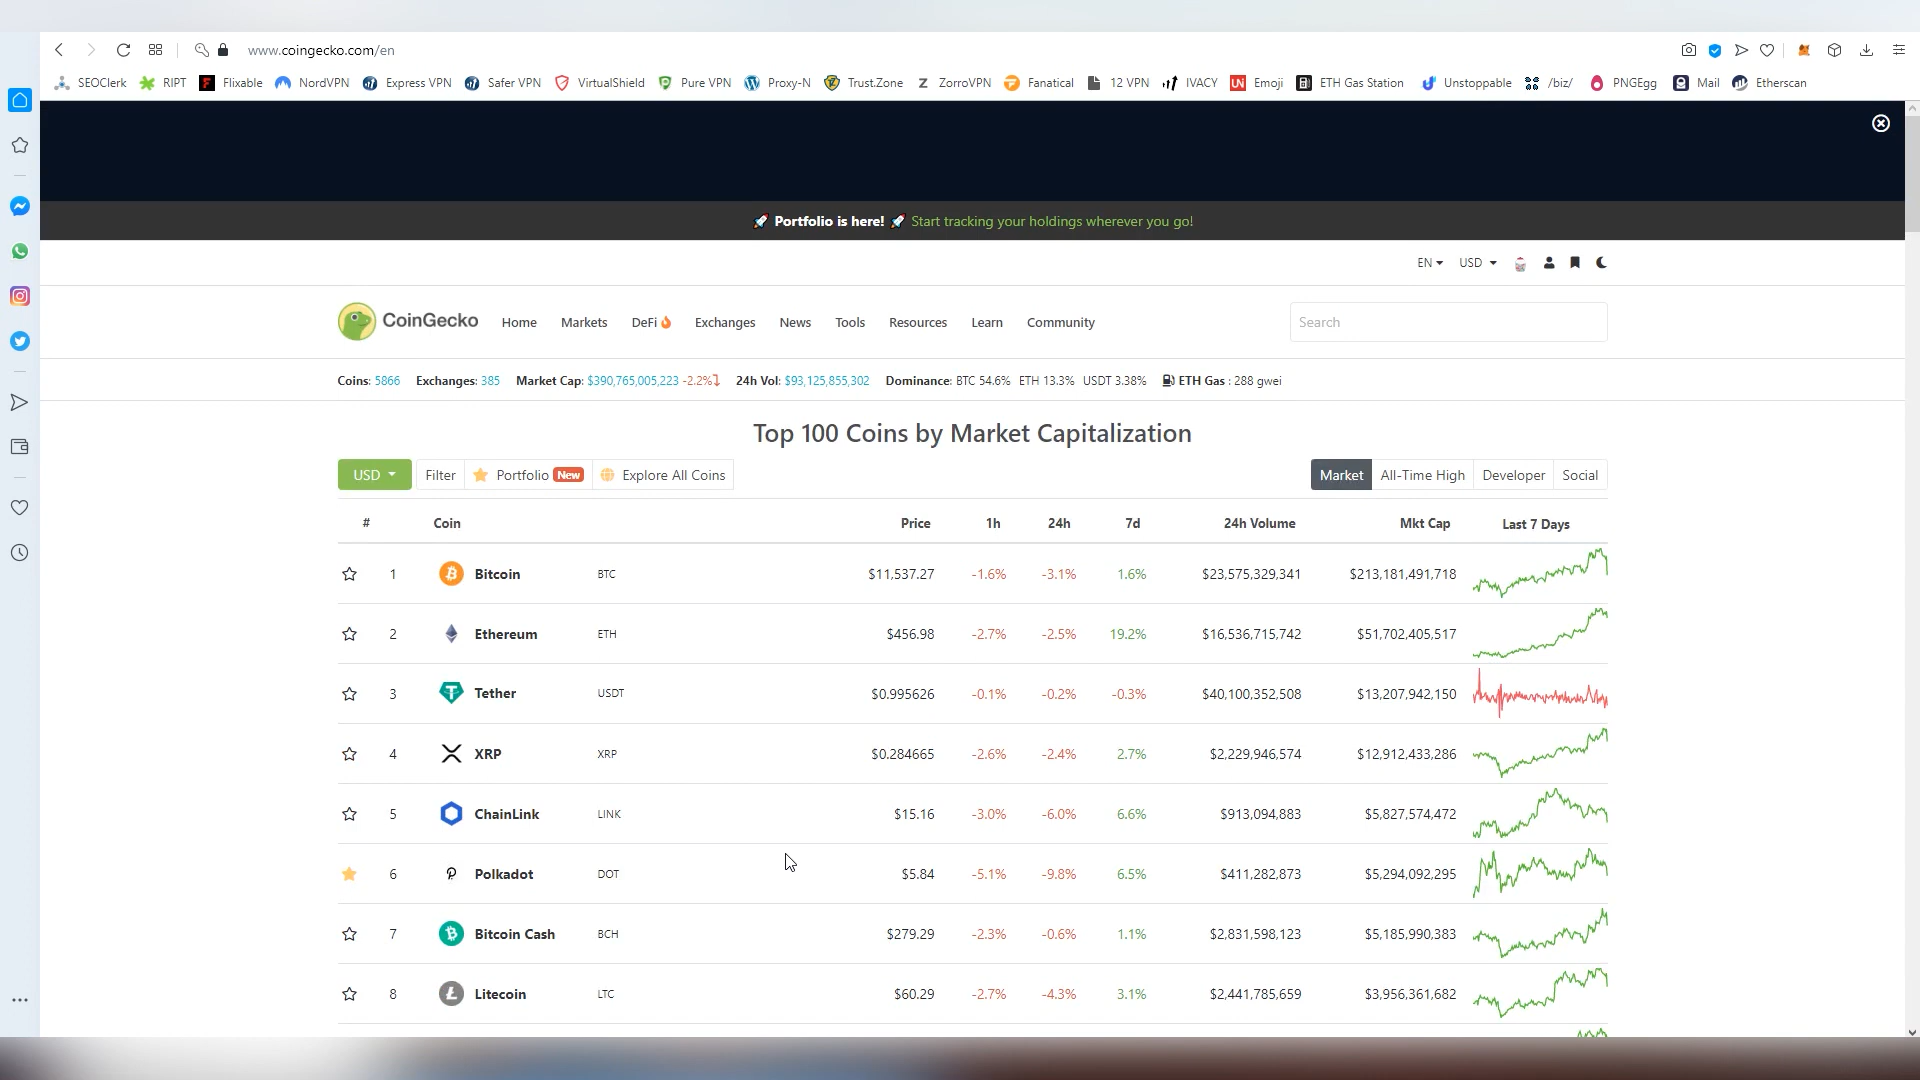 www.coingecko.com/en
SEOClerk RIPT Flixable NordVPN Express VPN Safer VPN VirtualShield Pure VPN Proxy-N Trust.Zone ZorroVPN Fanatical 12 VPN IVACY UN Emoji ETH Gas Station Unstoppable /biz/ PNGEgg Mail Etherscan
🚀 Portfolio is here! 🚀 Start tracking your holdings wherever you go!
EN USD
CoinGecko Home Markets DeFi Exchanges News Tools Resources Learn Community Search
Coins: 5866 Exchanges: 385 Market Cap: $390,765,005,223 -2.2% 24h Vol: $93,125,855,302 Dominance: BTC 54.6% ETH 13.3% USDT 3.38% ETH Gas : 288 gwei
Top 100 Coins by Market Capitalization
USD Filter Portfolio New Explore All Coins Market All-Time High Developer Social
# Coin Price 1h 24h 7d 24h Volume Mkt Cap Last 7 Days
1 Bitcoin BTC $11,537.27 -1.6% -3.1% 1.6% $23,575,329,341 $213,181,491,718
2 Ethereum ETH $456.98 -2.7% -2.5% 19.2% $16,536,715,742 $51,702,405,517
3 Tether USDT $0.995626 -0.1% -0.2% -0.3% $40,100,352,508 $13,207,942,150
4 XRP XRP $0.284665 -2.6% -2.4% 2.7% $2,229,946,574 $12,912,433,286
5 ChainLink LINK $15.16 -3.0% -6.0% 6.6% $913,094,883 $5,827,574,472
6 Polkadot DOT $5.84 -5.1% -9.8% 6.5% $411,282,873 $5,294,092,295
7 Bitcoin Cash BCH $279.29 -2.3% -0.6% 1.1% $2,831,598,123 $5,185,990,383
8 Litecoin LTC $60.29 -2.7% -4.3% 3.1% $2,441,785,659 $3,956,361,682